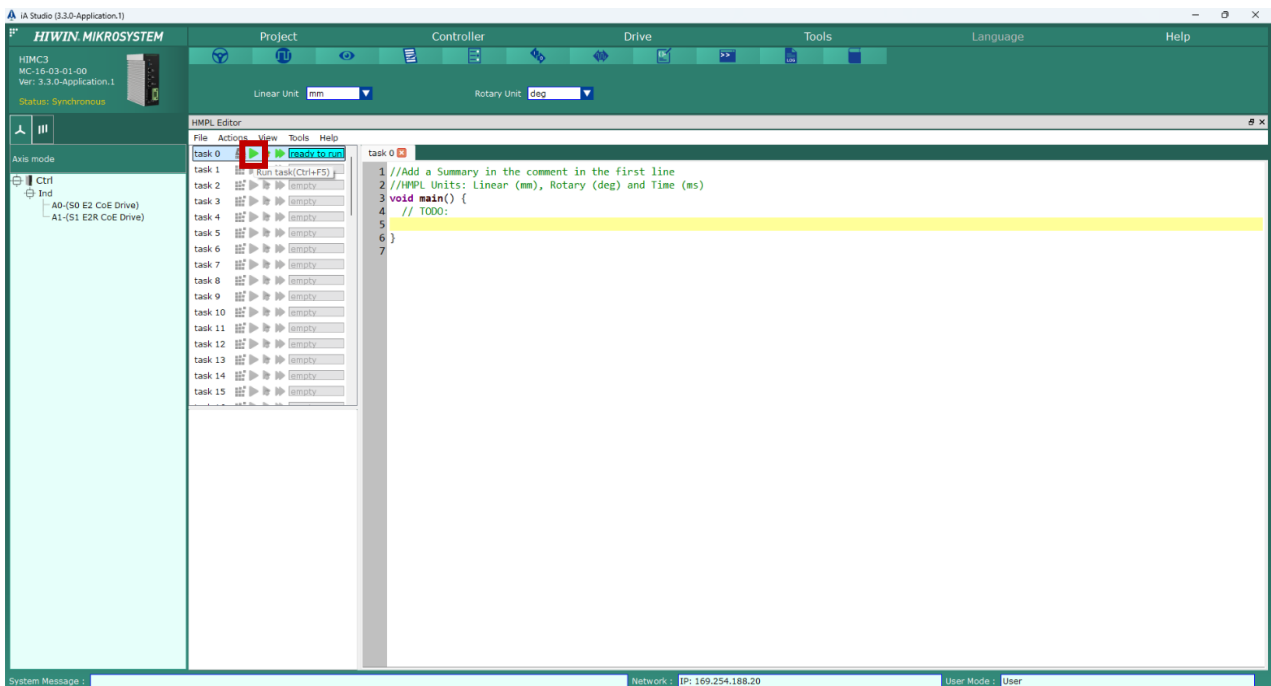 iA Studio (3.3.0-Application.1)
HIWIN. MIKROSYSTEM
Project Controller Drive Tools Language Help
HIMC3
MC-16-03-01-00
Ver: 3.3.0-Application.1
Status: Synchronous
Linear Unit mm Rotary Unit deg
HMPL Editor
File Actions View Tools Help
Axis mode
Ctrl
Ind
A0-(S0 E2 CoE Drive)
A1-(S1 E2R CoE Drive)
task 0 ready to run
Run task(Ctrl+F5)
task 1
task 2 empty
task 3 empty
task 4 empty
task 5 empty
task 6 empty
task 7 empty
task 8 empty
task 9 empty
task 10 empty
task 11 empty
task 12 empty
task 13 empty
task 14 empty
task 15 empty
task 0
1 //Add a Summary in the comment in the first line
2 //HMPL Units: Linear (mm), Rotary (deg) and Time (ms)
3 void main() {
4 // TODO:
5
6 }
7
System Message : Network : IP: 169.254.188.20 User Mode : User